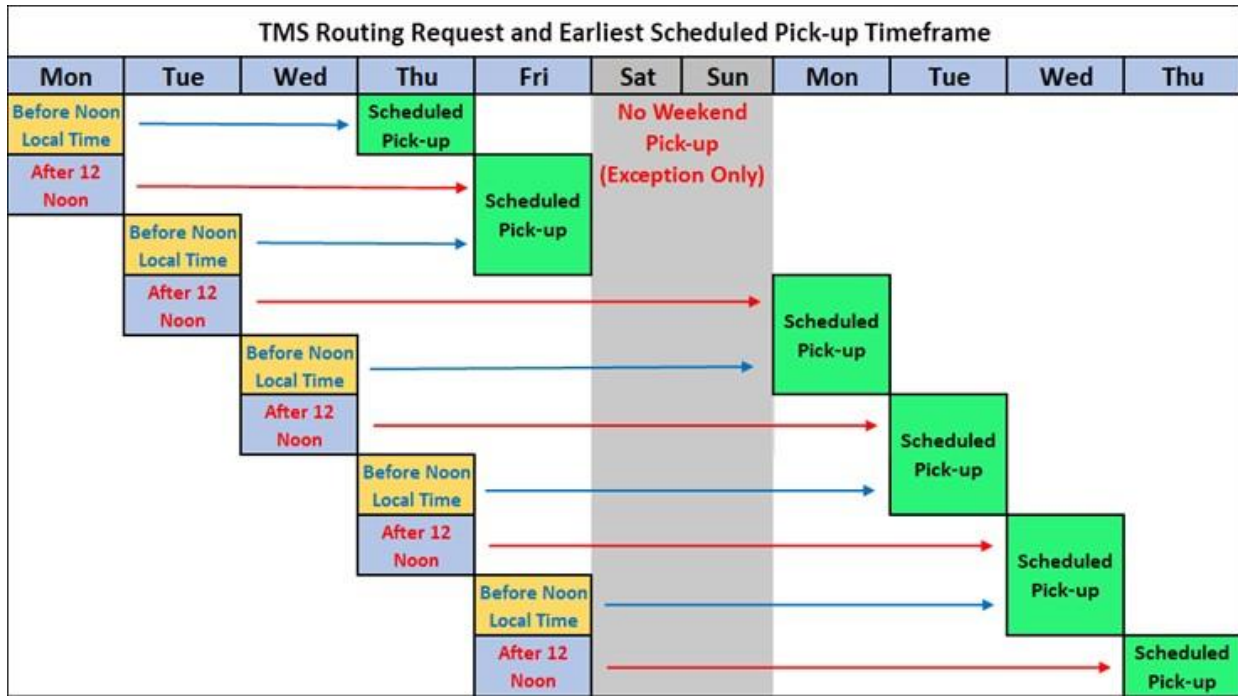 TMS Routing Request and Earliest Scheduled Pick-up Timeframe
Mon Tue Wed Thu Fri Sat Sun Mon Tue Wed Thu
Before Noon
Local Time
Scheduled
Pick-up
No Weekend
Pick-up
(Exception Only)
After 12
Noon
Scheduled
Pick-up
Before Noon
Local Time
After 12
Noon
Scheduled
Pick-up
Before Noon
Local Time
After 12
Noon
Scheduled
Pick-up
Before Noon
Local Time
After 12
Noon
Scheduled
Pick-up
Before Noon
Local Time
After 12
Noon
Scheduled
Pick-up